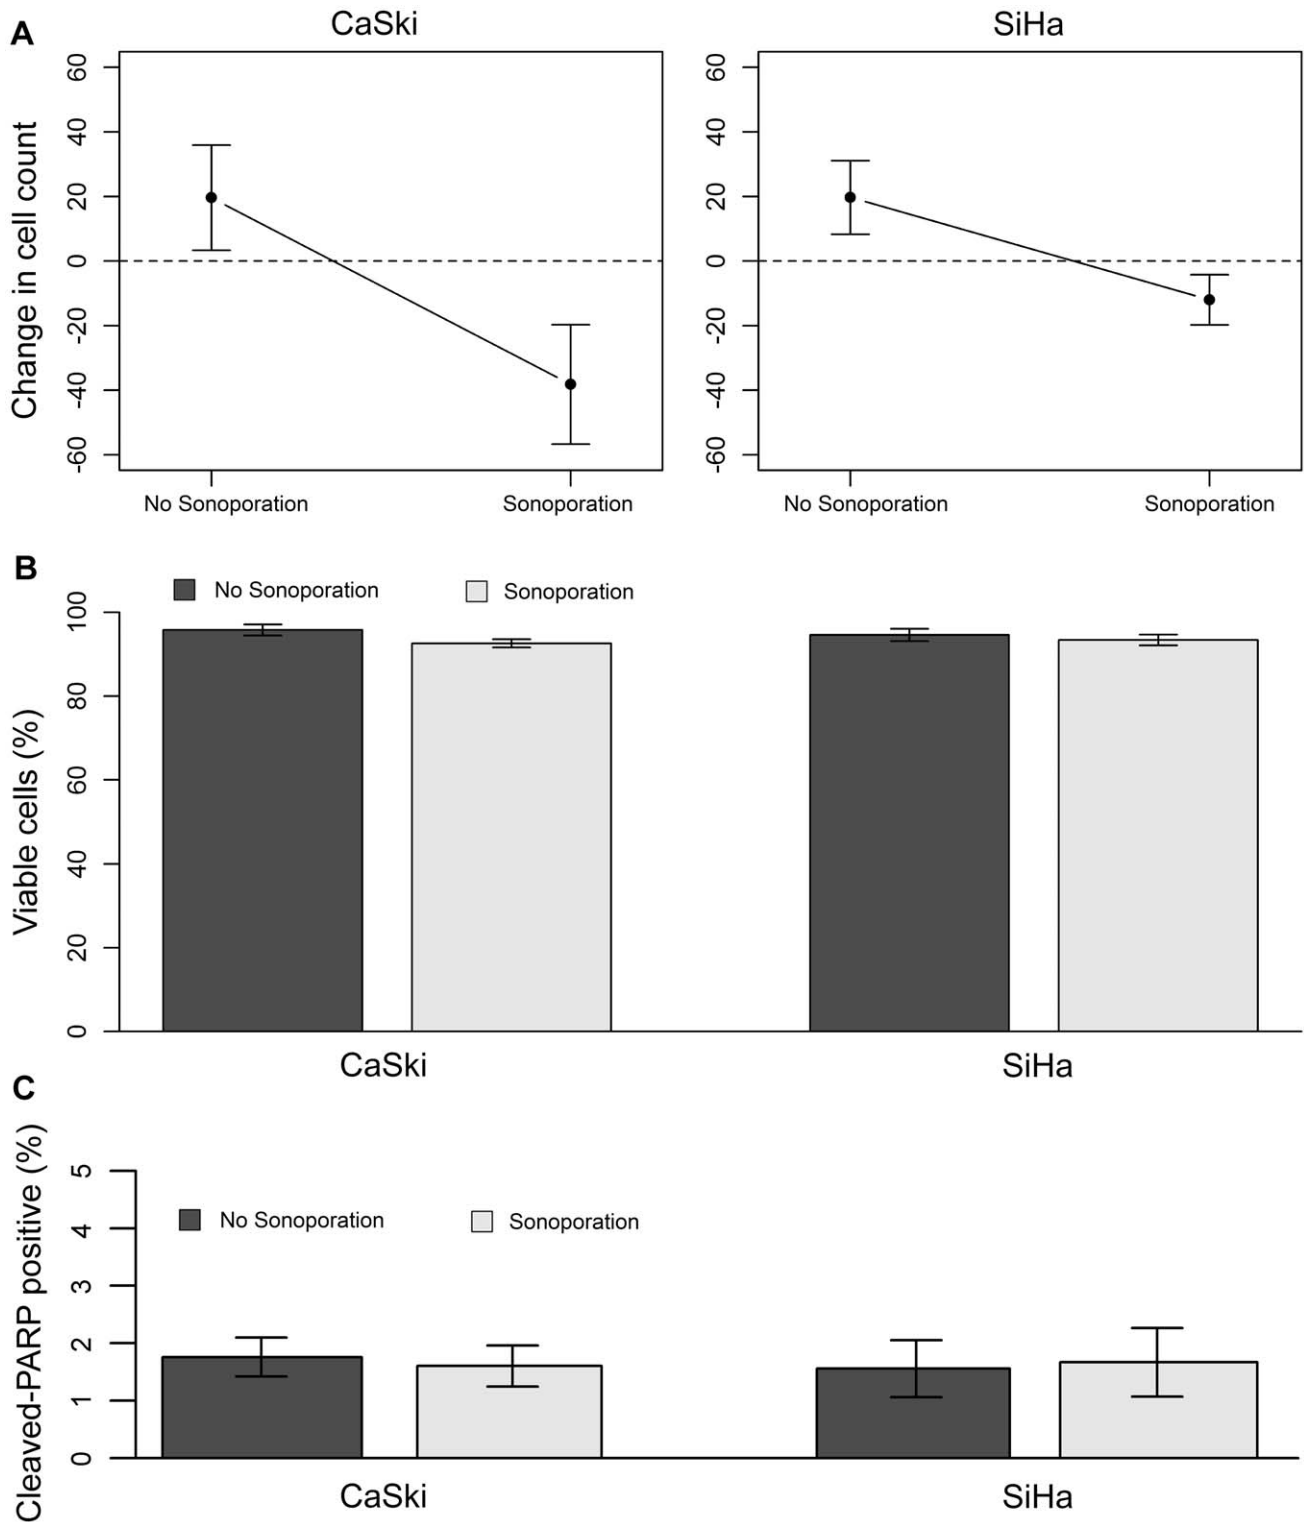 A
CaSki
SiHa
Change in cell count
60
40
20
0
-20
-40
-60
60
40
20
0
-20
-40
-60
No Sonoporation
Sonoporation
No Sonoporation
Sonoporation
B
No Sonoporation
Sonoporation
Viable cells (%)
100
80
60
40
20
0
CaSki
SiHa
C
Cleaved-PARP positive (%)
5
4
3
2
1
0
No Sonoporation
Sonoporation
CaSki
SiHa